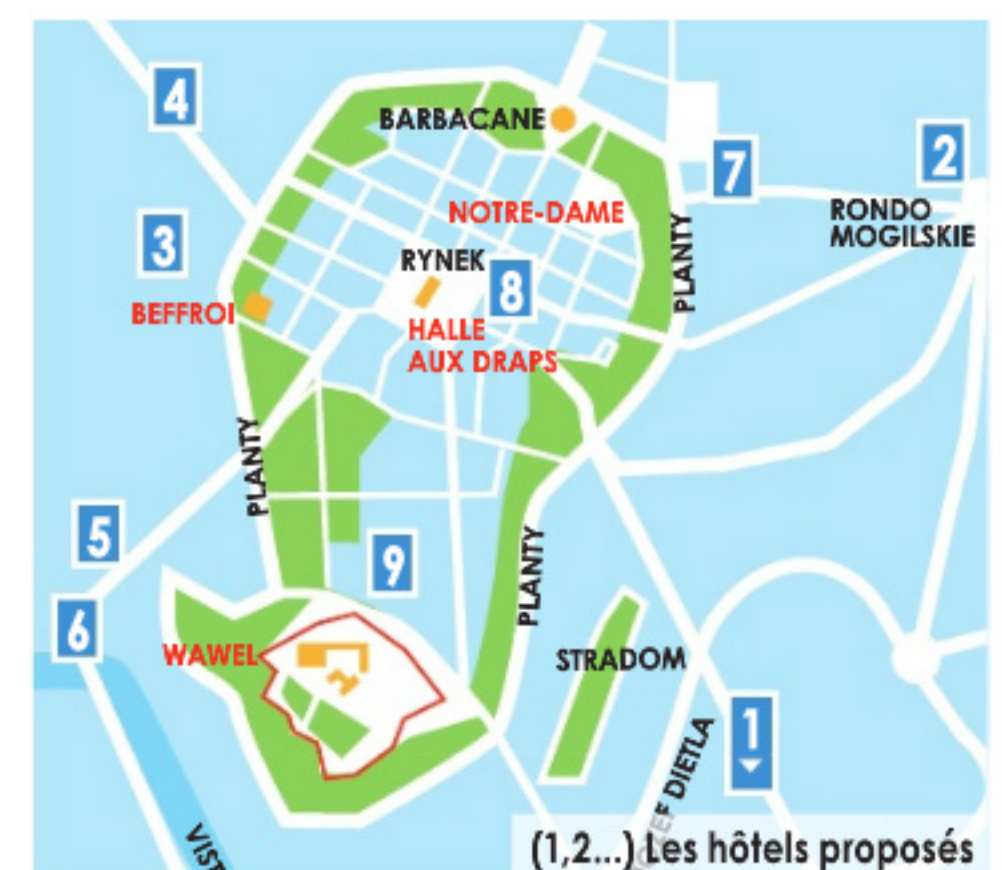 4
BARBACANE
7
2
NOTRE-DAME
RONDO
MOGILSKIE
3
RYNEK
PLANTY
8
BEFFROI
HALLE
AUX DRAPS
PLANTY
5
9
PLANTY
6
WAWEL
STRADOM
1
DIETLA
(1,2...) Les hôtels proposés